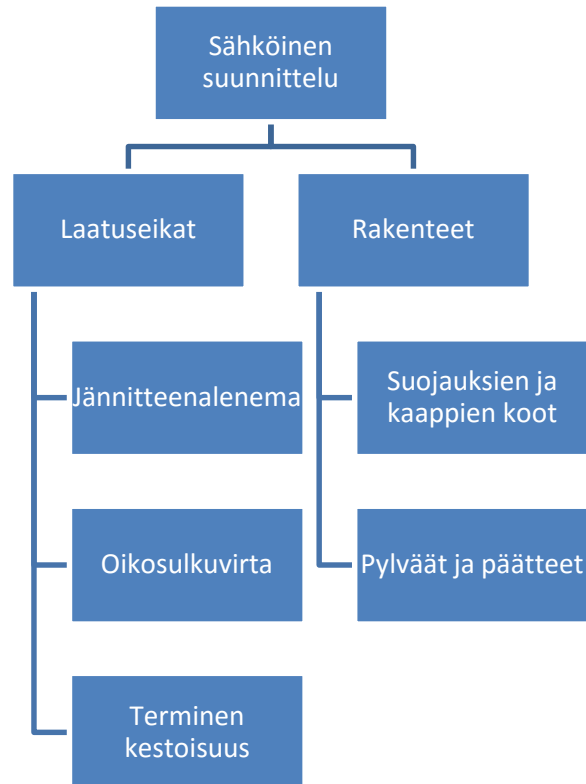 Sähköinen
suunnittelu
Laatuseikat
Rakenteet
Jännitteenalenema
Suojauksien ja
kaappien koot
Oikosulkuvirta
Pylväät ja päätteet
Terminen
kestoisuus